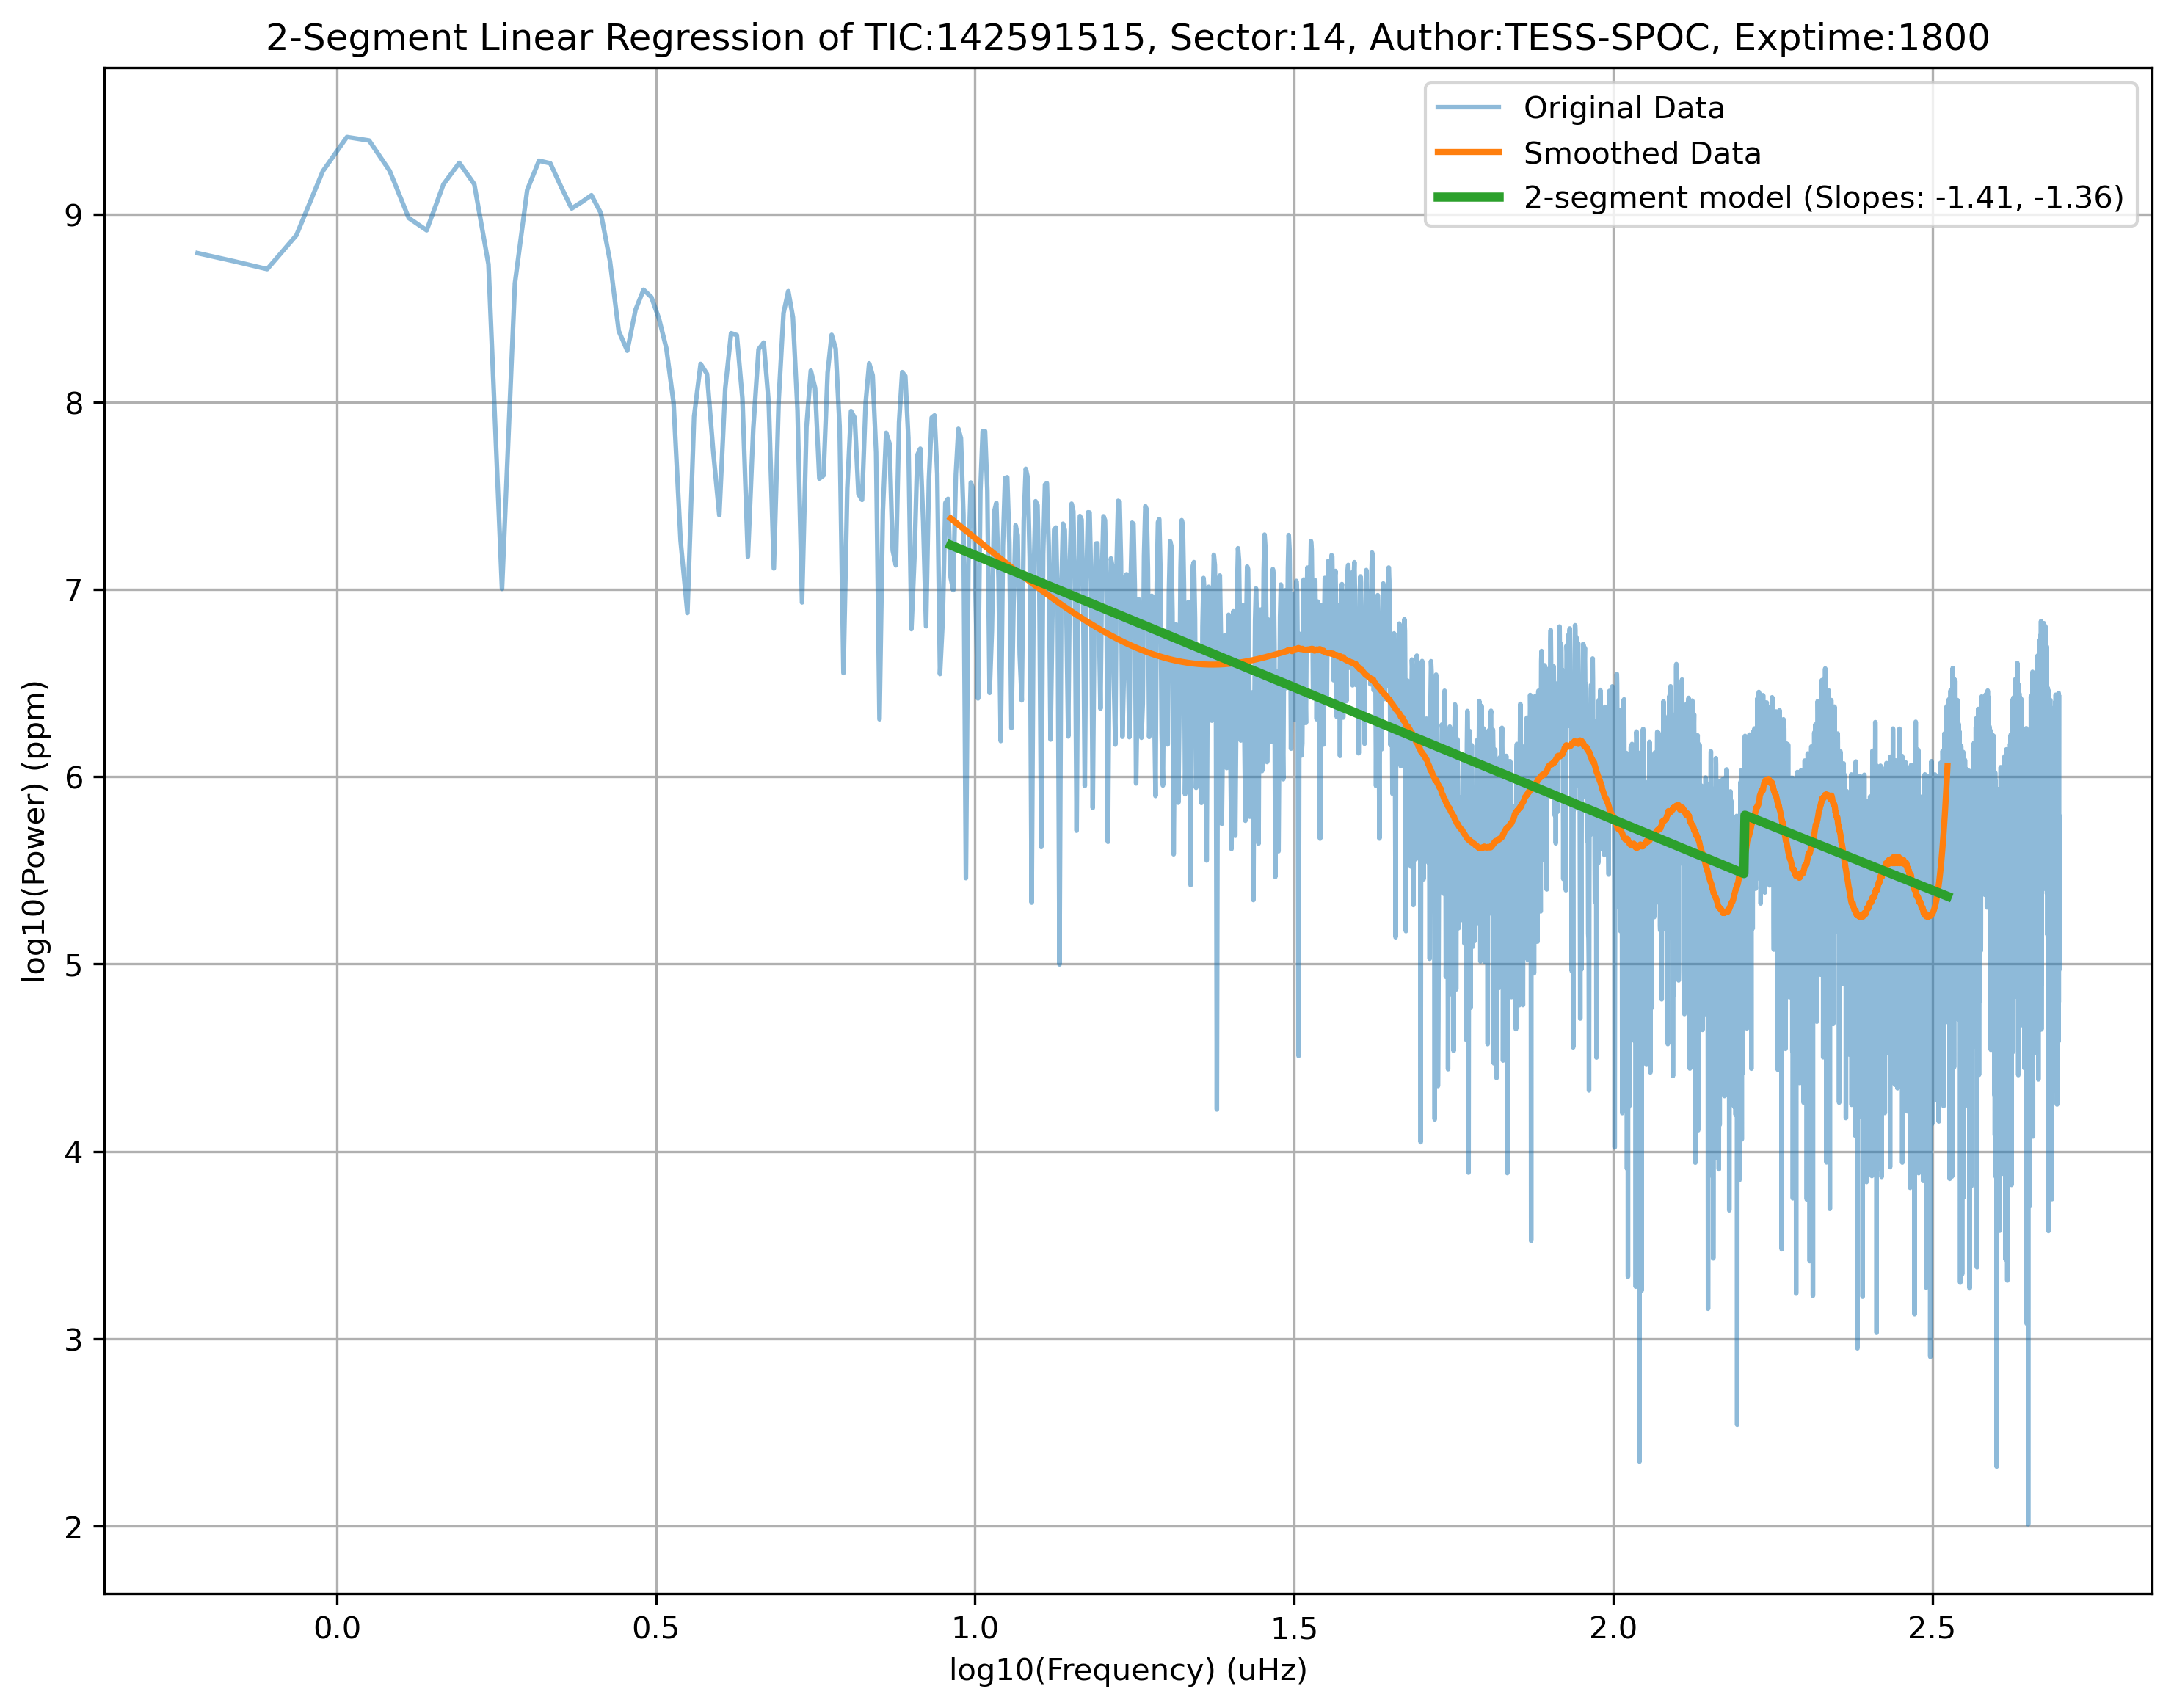 2-Segment Linear Regression of TIC:142591515, Sector:14, Author:TESS-SPOC, Exptime:1800
Original Data
Smoothed Data
2-segment model (Slopes: -1.41, -1.36)
log10(Power) (ppm)
9
8
7
6
5
4
3
2
0.0 0.5 1.0 1.5 2.0 2.5
log10(Frequency) (uHz)